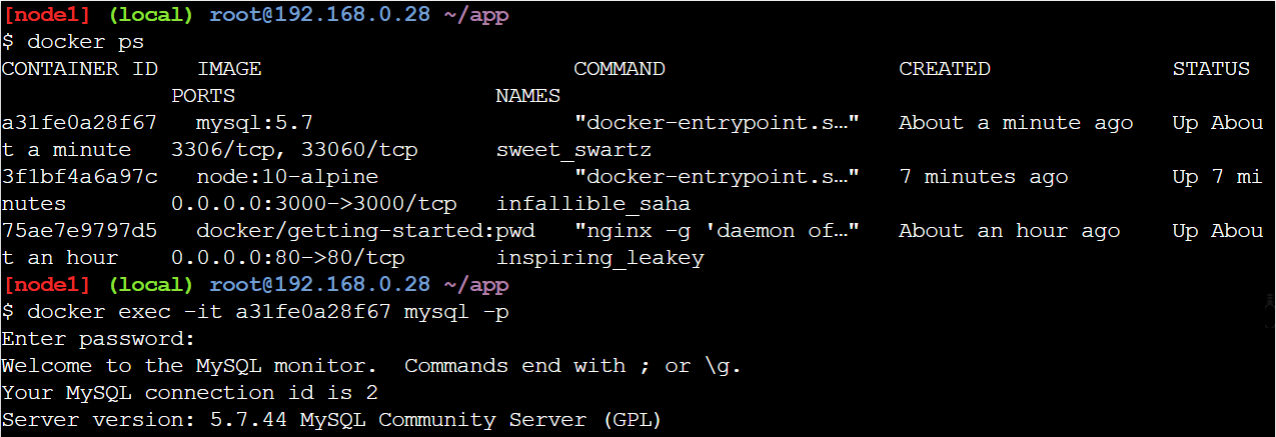 [node1] (local) root@192.168.0.28 ~/app
$ docker ps
CONTAINER ID   IMAGE                        COMMAND                  CREATED              STATUS
             PORTS                    NAMES
a31fe0a28f67   mysql:5.7                    "docker-entrypoint.s…"   About a minute ago   Up Abou
t a minute   3306/tcp, 33060/tcp      sweet_swartz
3f1bf4a6a97c   node:10-alpine               "docker-entrypoint.s…"   7 minutes ago        Up 7 mi
nutes        0.0.0.0:3000->3000/tcp   infallible_saha
75ae7e9797d5   docker/getting-started:pwd   "nginx -g 'daemon of…"   About an hour ago    Up Abou
t an hour    0.0.0.0:80->80/tcp       inspiring_leakey
[node1] (local) root@192.168.0.28 ~/app
$ docker exec -it a31fe0a28f67 mysql -p
Enter password:
Welcome to the MySQL monitor.  Commands end with ; or \g.
Your MySQL connection id is 2
Server version: 5.7.44 MySQL Community Server (GPL)